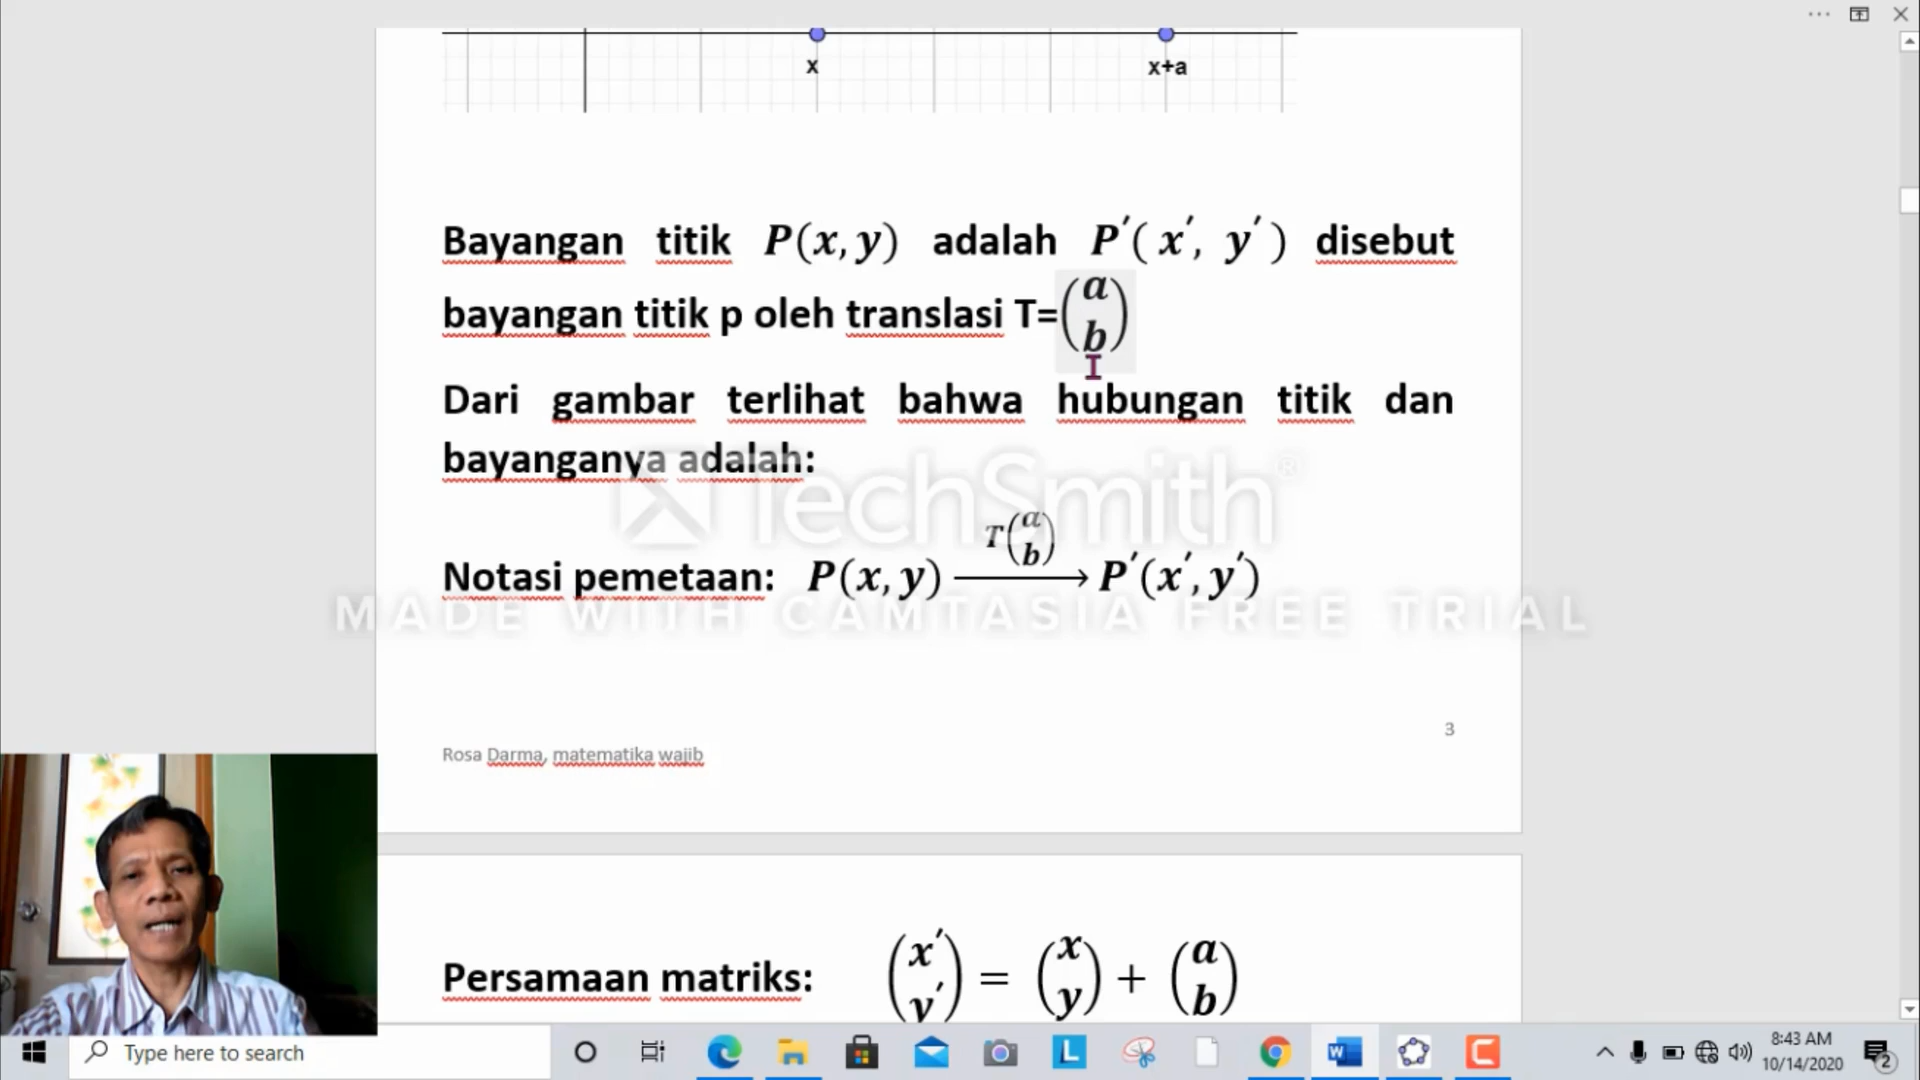 x x+a
Bayangan titik P(x, y) adalah P′( x′, y′ ) disebut
bayangan titik p oleh translasi T=(a b)
Dari gambar terlihat bahwa hubungan titik dan
bayanganya adalah:
TechSmith®
T(a b)
Notasi pemetaan: P(x, y) ⟶ P′(x′, y′)
MADE WITH CAMTASIA FREE TRIAL
3
Rosa Darma, matematika wajib
Persamaan matriks: (x′ y′) = (x y) + (a b)
Type here to search
8:43 AM
10/14/2020
2